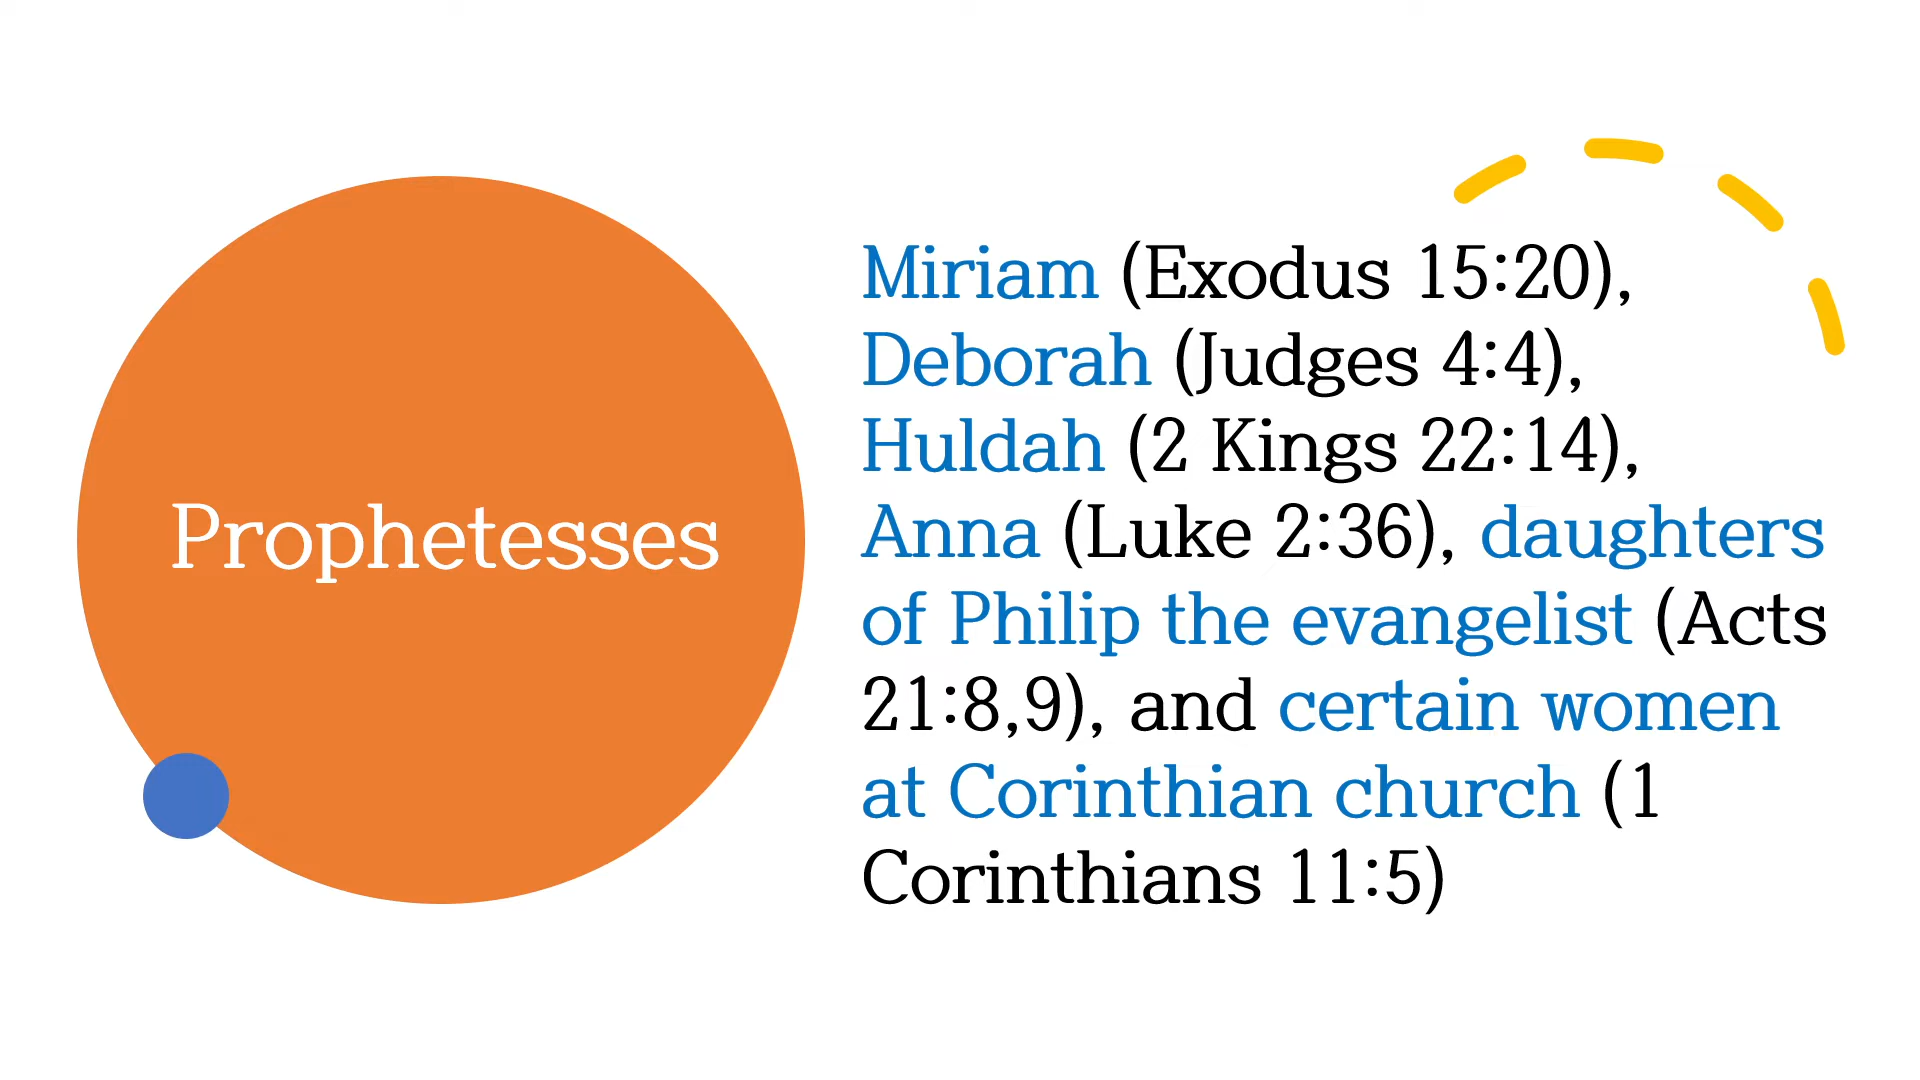 Prophetesses
Miriam (Exodus 15:20),
Deborah (Judges 4:4),
Huldah (2 Kings 22:14),
Anna (Luke 2:36), daughters
of Philip the evangelist (Acts
21:8,9), and certain women
at Corinthian church (1
Corinthians 11:5)